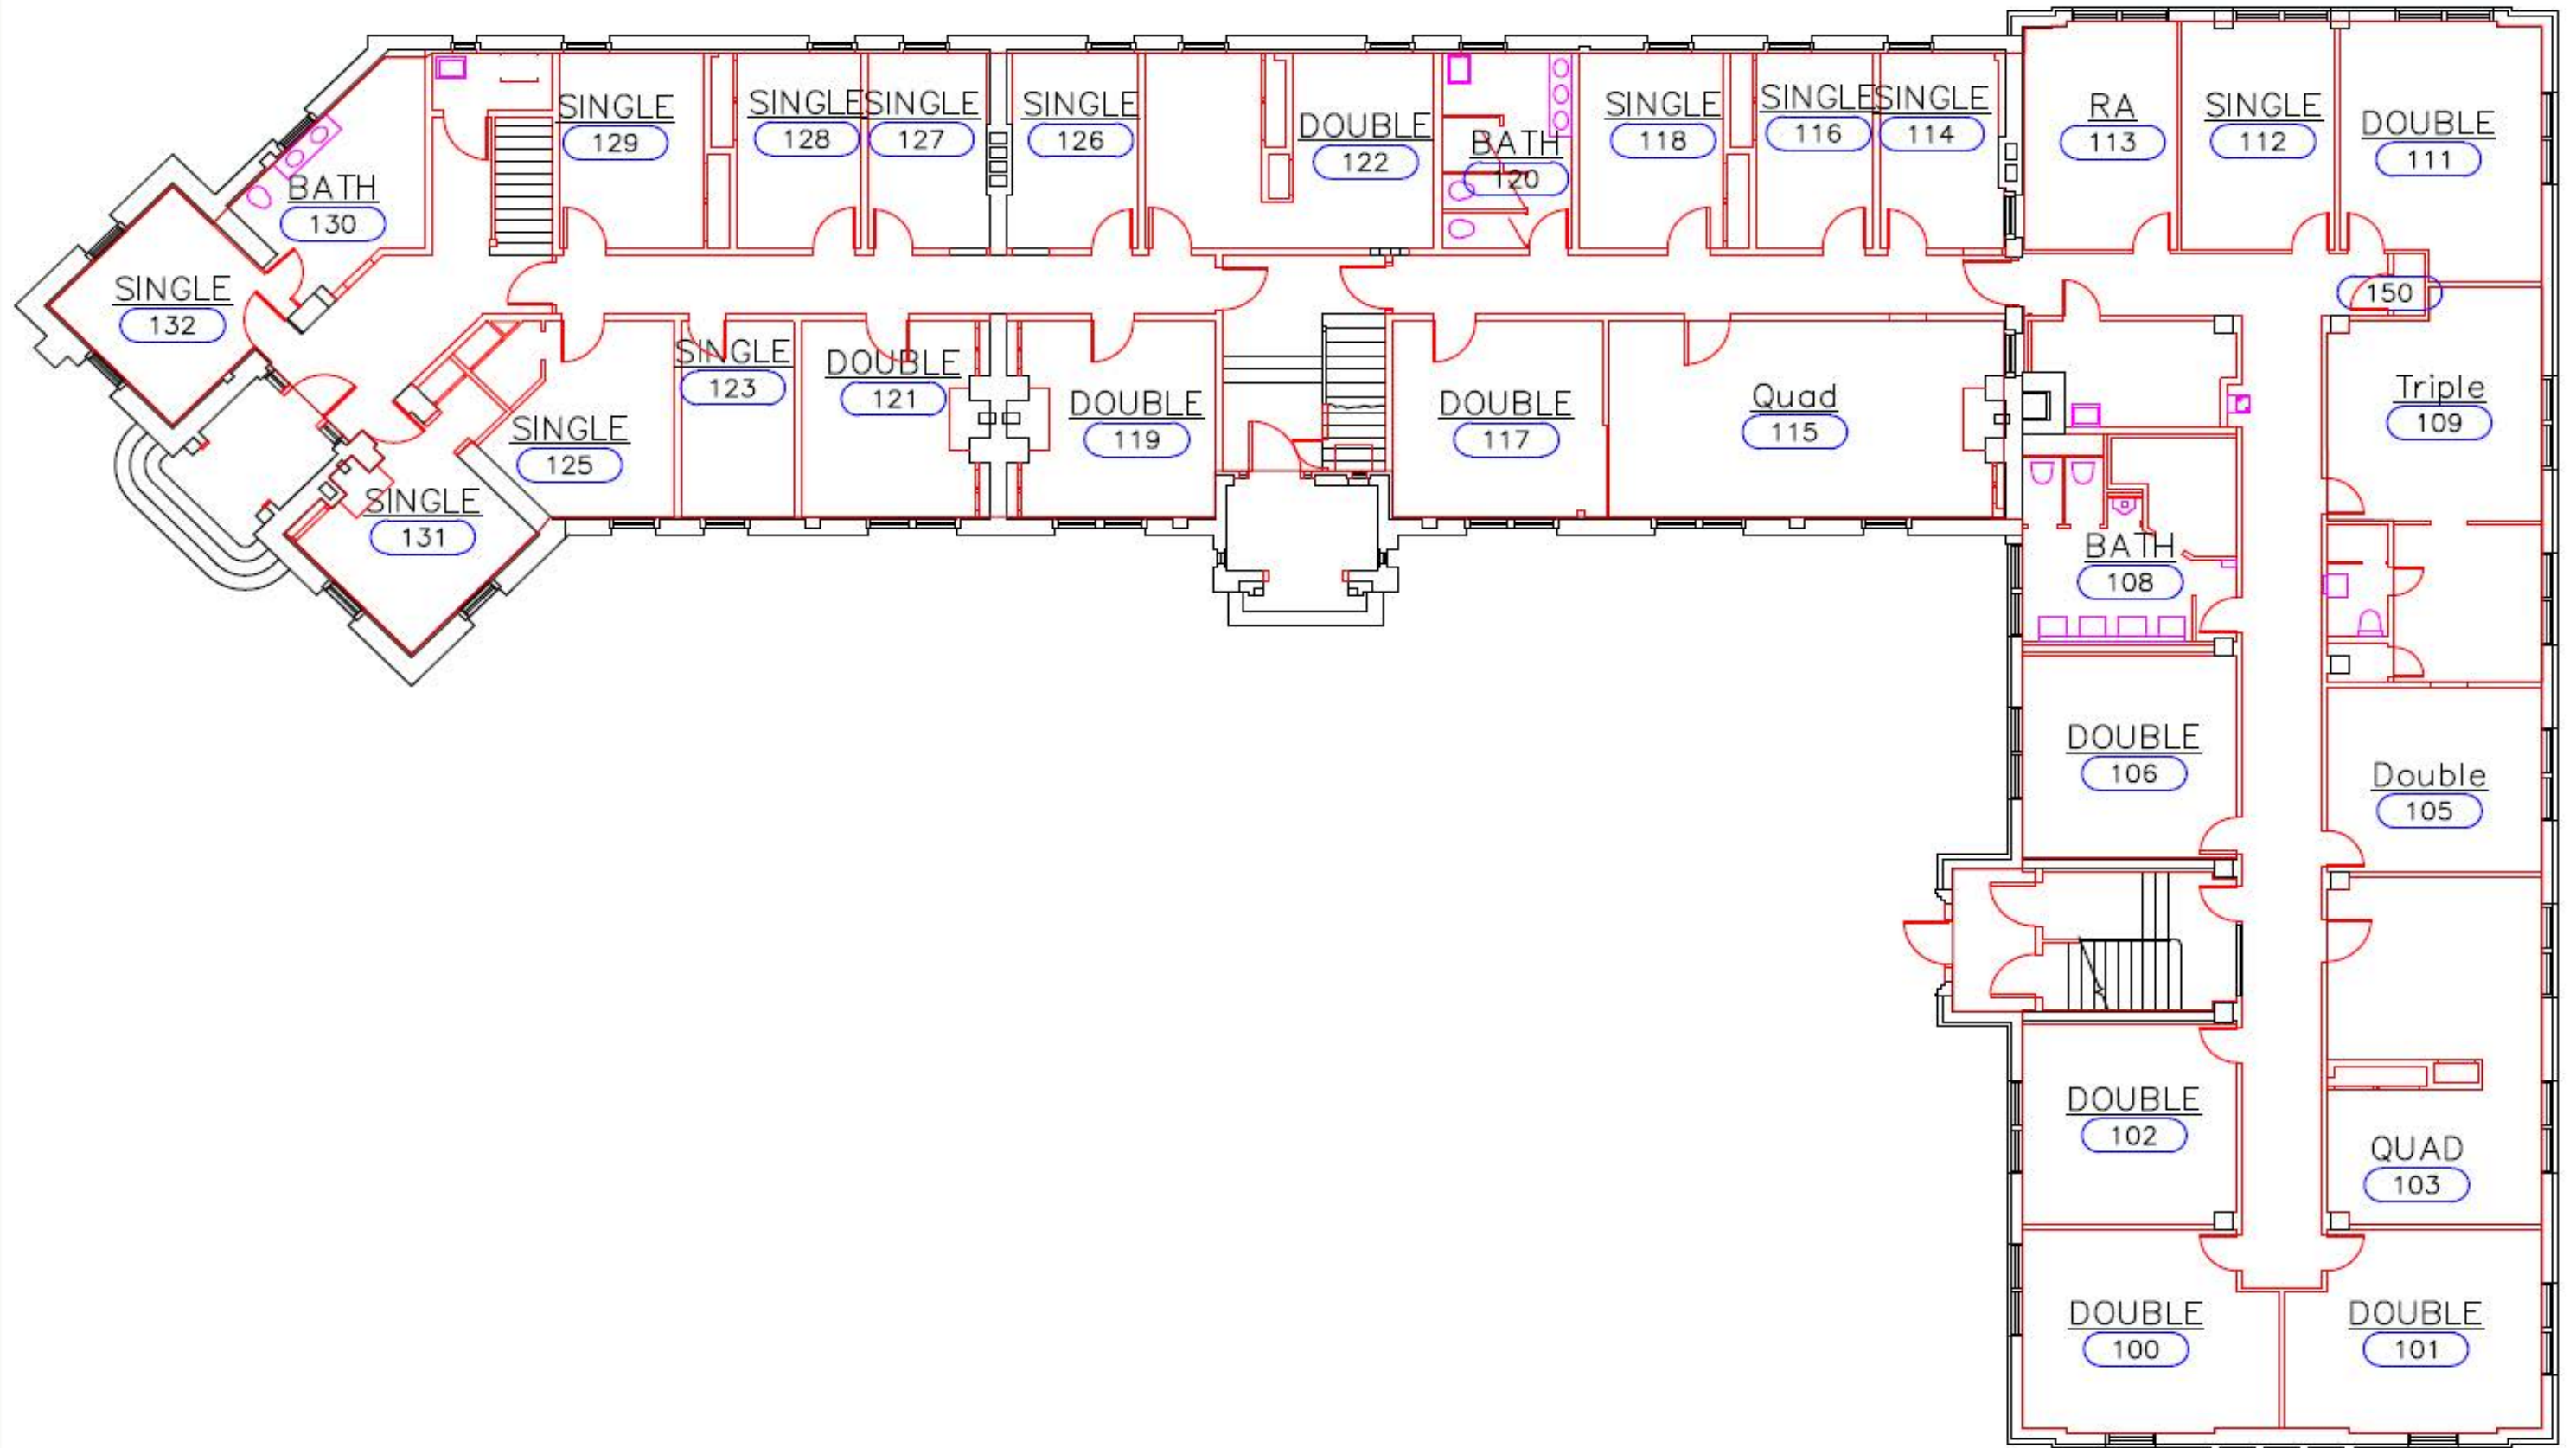 SINGLE
129
SINGLE
128
SINGLE
127
SINGLE
126
DOUBLE
122
BATH
120
SINGLE
118
SINGLE
116
SINGLE
114
RA
113
SINGLE
112
DOUBLE
111
BATH
130
SINGLE
132
150
SINGLE
123
DOUBLE
121
DOUBLE
119
DOUBLE
117
Quad
115
Triple
109
SINGLE
125
SINGLE
131
BATH
108
DOUBLE
106
Double
105
DOUBLE
102
QUAD
103
DOUBLE
100
DOUBLE
101